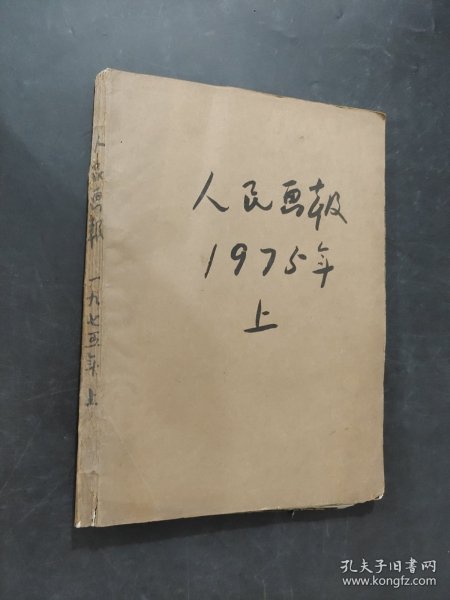 人民画报
1975年
上
人民画报 一九七五年 上
孔夫子旧书网
www.kongfz.com